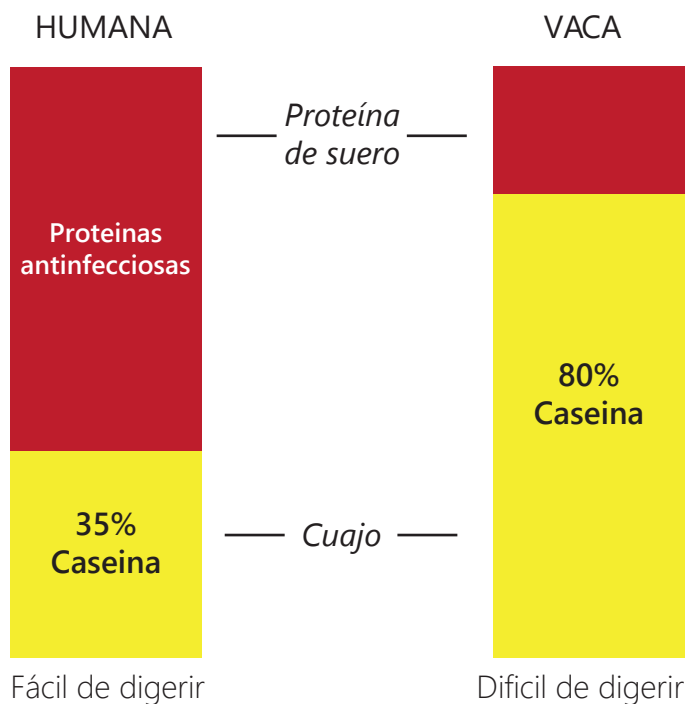 HUMANA
VACA
Proteína
de suero
Proteinas
antinfecciosas
80%
Caseina
35%
Caseina
Cuajo
Fácil de digerir
Dificil de digerir